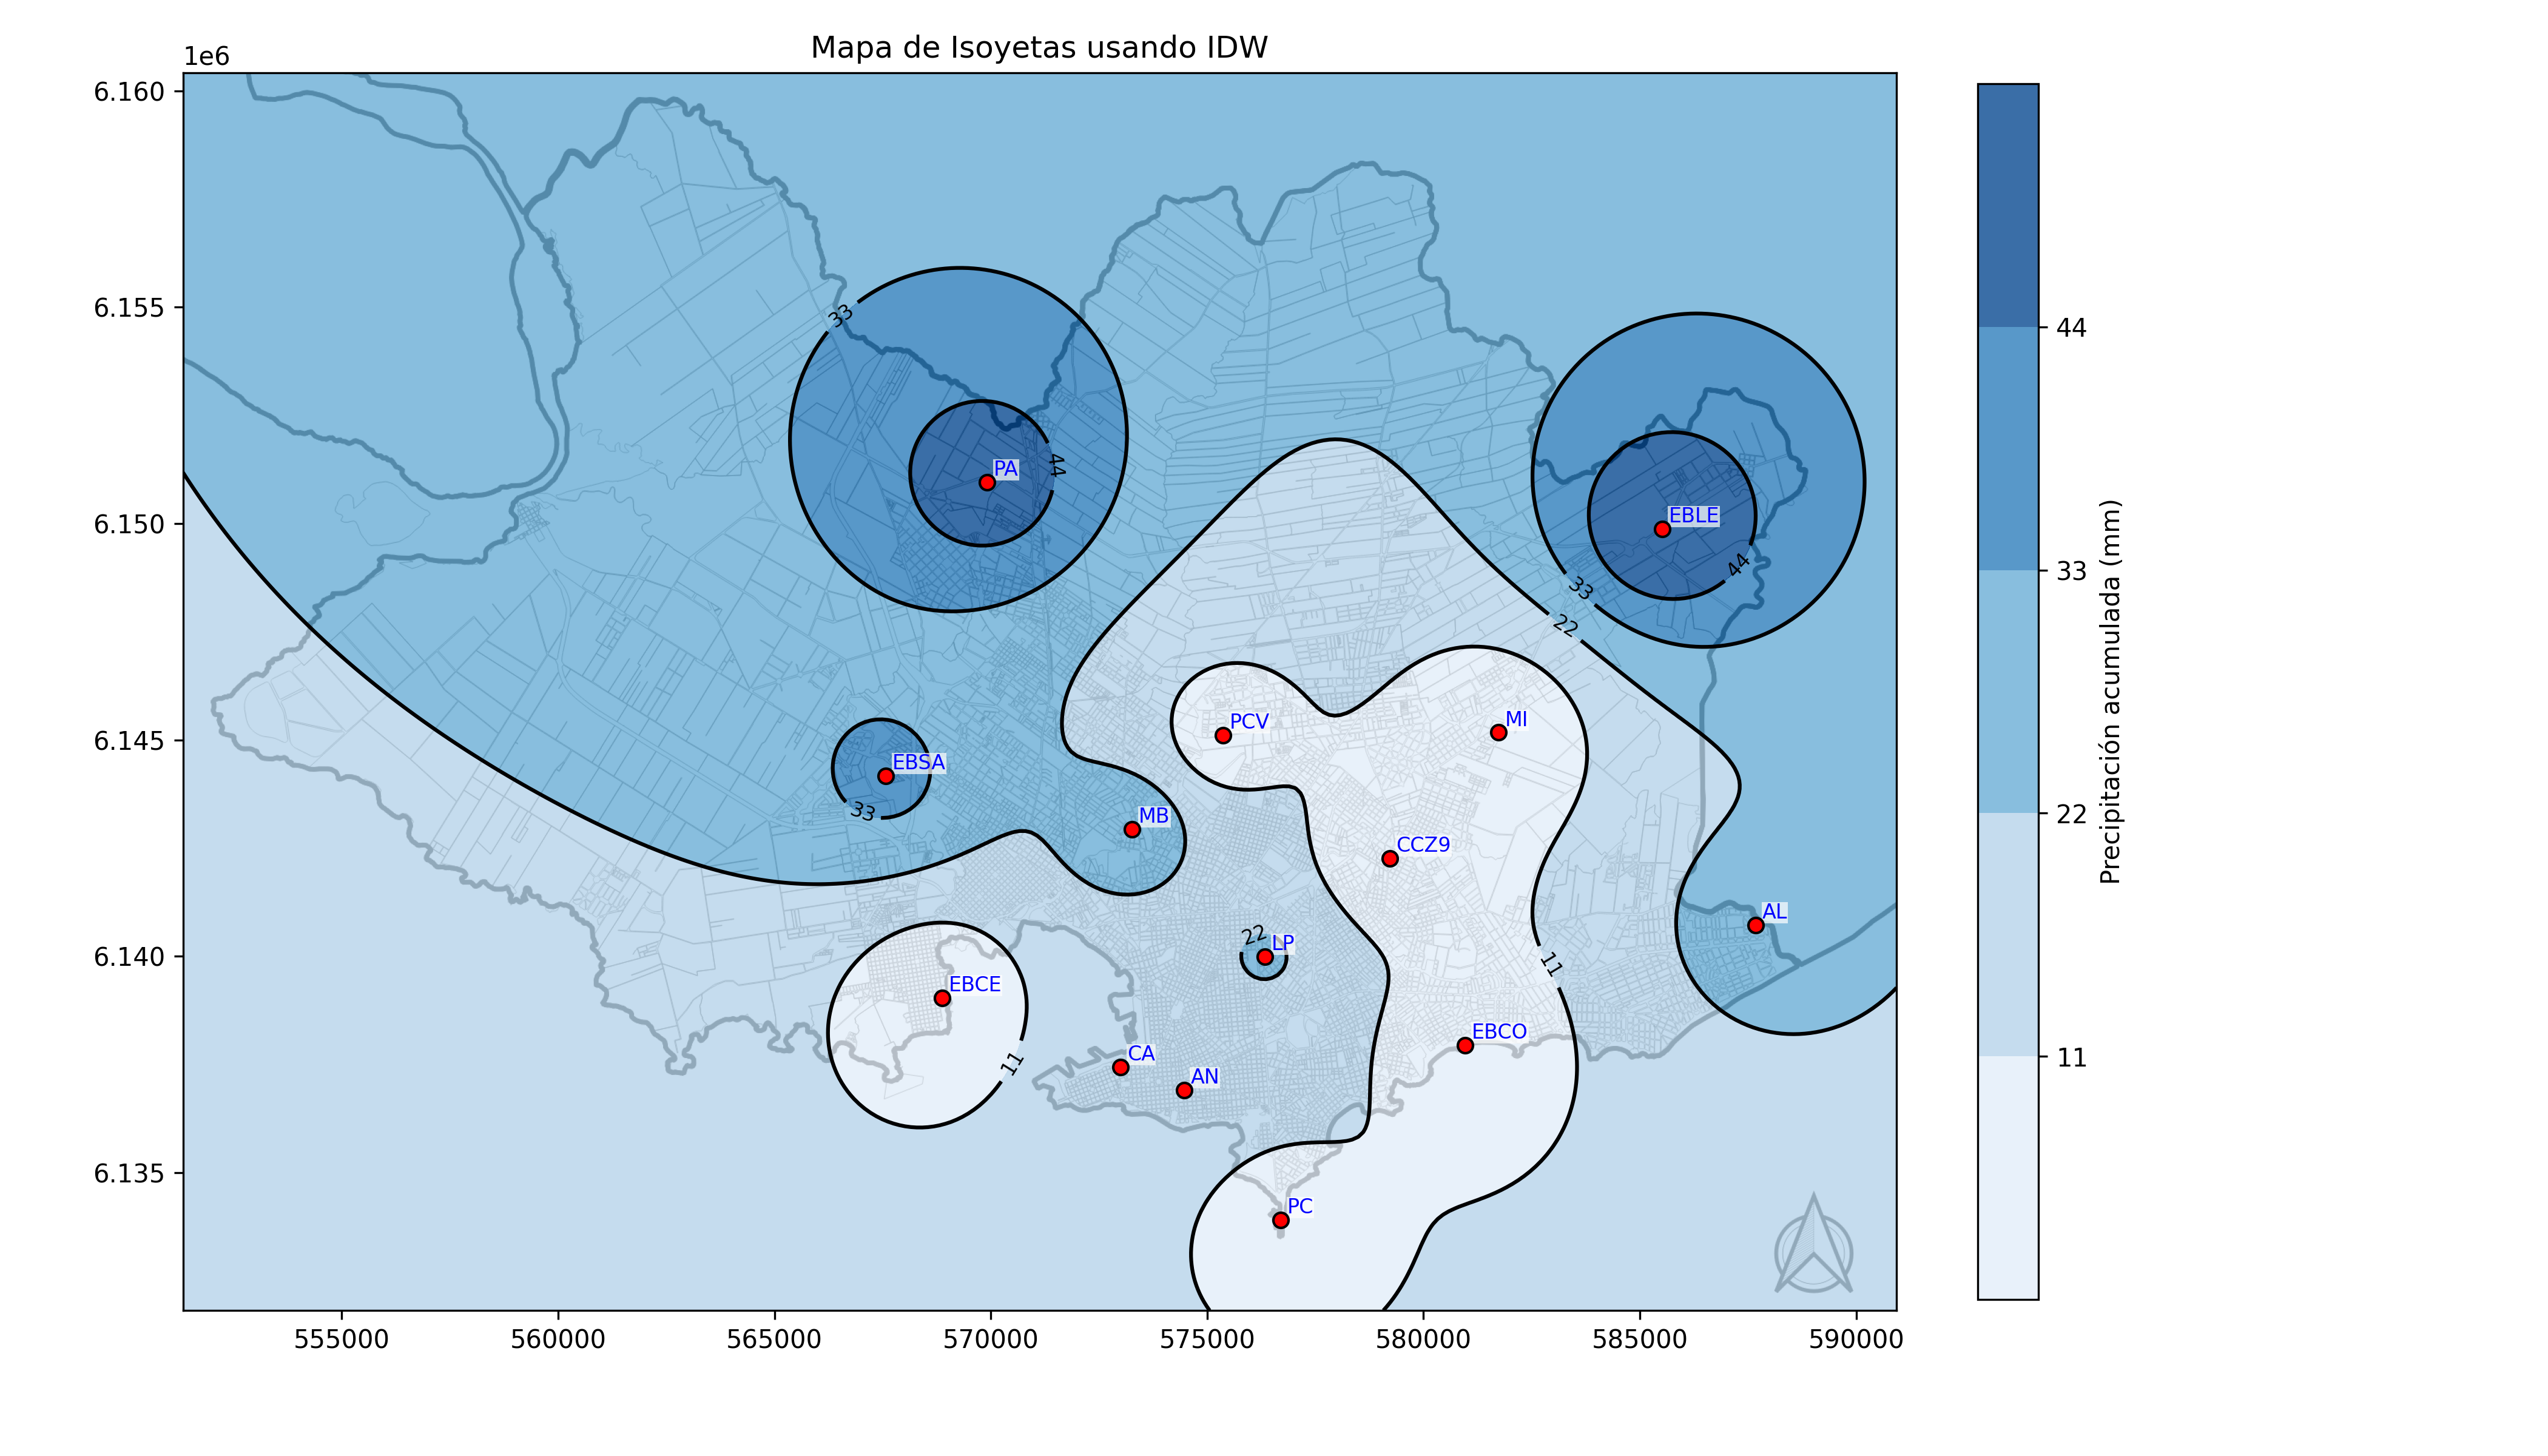 Mapa de Isoyetas usando IDW
1e6
6.160
6.155
6.150
6.145
6.140
6.135
555000
560000
565000
570000
575000
580000
585000
590000
33
44
PA
EBLE
44
33
22
PCV
MI
EBSA
33
MB
CCZ9
AL
22
LP
11
EBCE
EBCO
11
CA
AN
PC
44
33
22
11
Precipitación acumulada (mm)